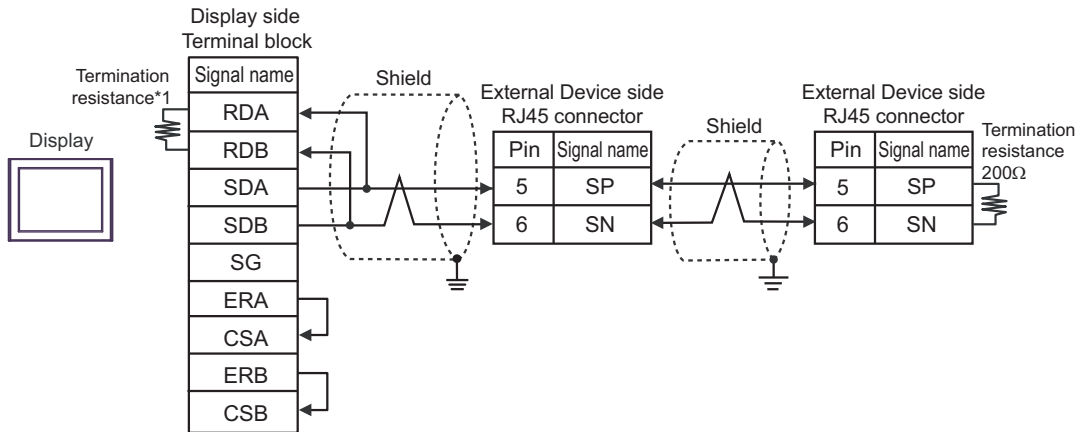 Display side
Terminal block
Signal name
Termination
resistance*1
RDA
RDB
SDA
SDB
SG
ERA
CSA
ERB
CSB
Display
Shield
External Device side
RJ45 connector
Pin Signal name
5 SP
6 SN
Shield
External Device side
RJ45 connector
Pin Signal name
5 SP
6 SN
Termination
resistance
200Ω